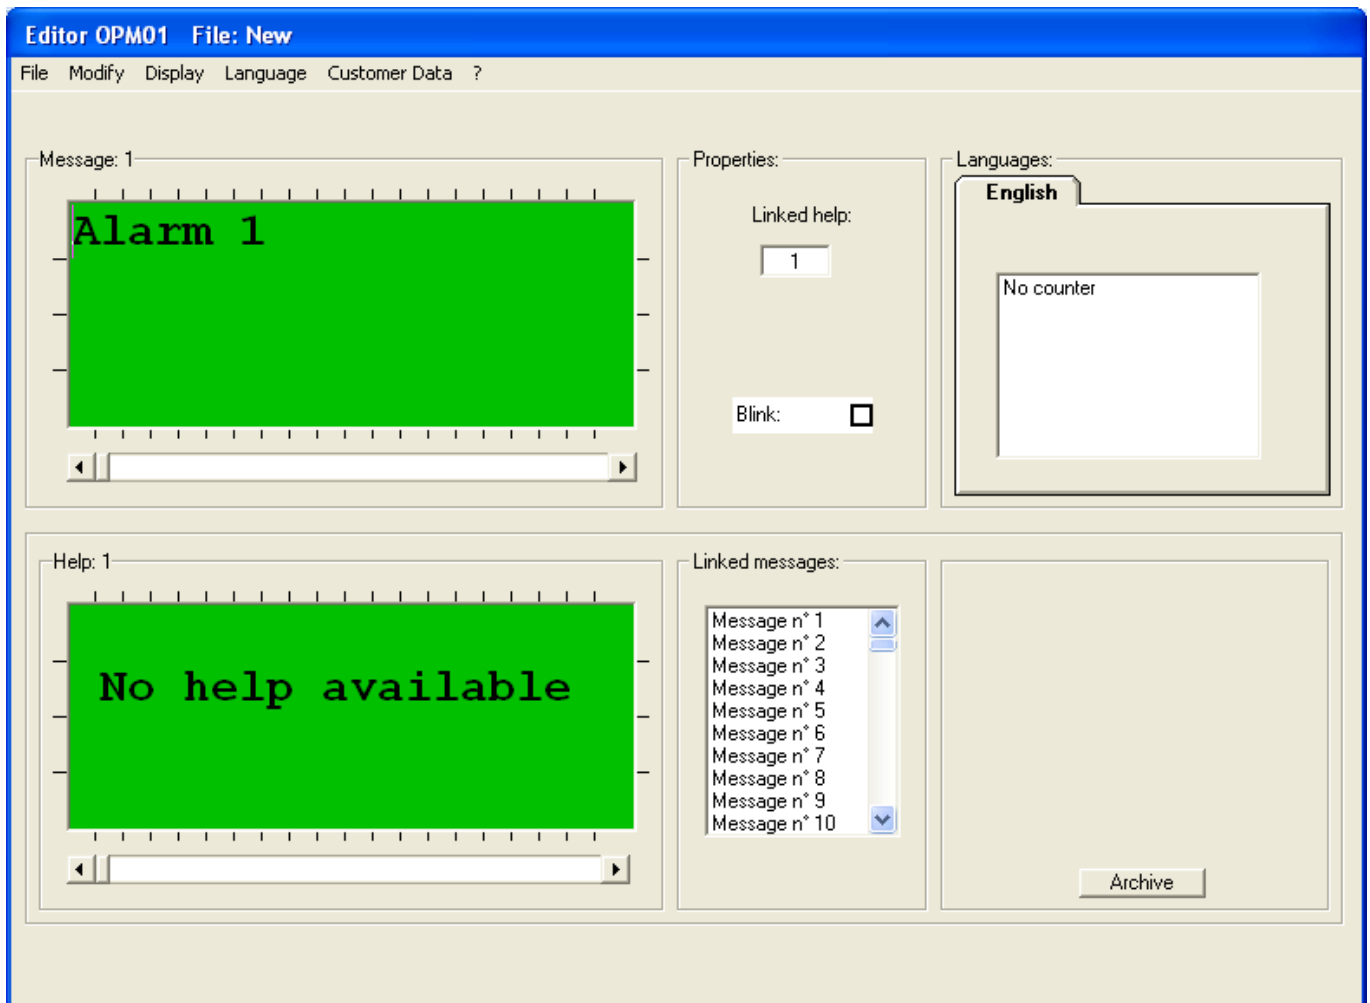 Editor OPM01 File: New
File Modify Display Language Customer Data ?
Message: 1
Alarm 1
Properties:
Linked help:
1
Blink:
Languages:
English
No counter
Help: 1
No help available
Linked messages:
Message n° 1
Message n° 2
Message n° 3
Message n° 4
Message n° 5
Message n° 6
Message n° 7
Message n° 8
Message n° 9
Message n° 10
Archive